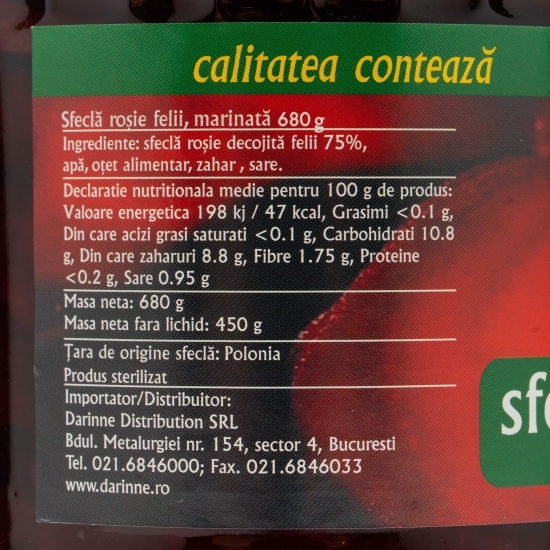 calitatea contează
Sfeclă roșie felii, marinată 680 g
Ingrediente: sfeclă roșie decojită felii 75%,
apă, oțet alimentar, zahar , sare.
Declaratie nutritionala medie pentru 100 g de produs:
Valoare energetica 198 kj / 47 kcal, Grasimi <0.1 g,
Din care acizi grasi saturati <0.1 g, Carbohidrati 10.8
g, Din care zaharuri 8.8 g, Fibre 1.75 g, Proteine
<0.2 g, Sare 0.95 g
Masa neta: 680 g
Masa neta fara lichid: 450 g
Țara de origine sfeclă: Polonia
Produs sterilizat
Importator/Distribuitor:
Darinne Distribution SRL
Bdul. Metalurgiei nr. 154, sector 4, Bucuresti
Tel. 021.6846000; Fax. 021.6846033
www.darinne.ro